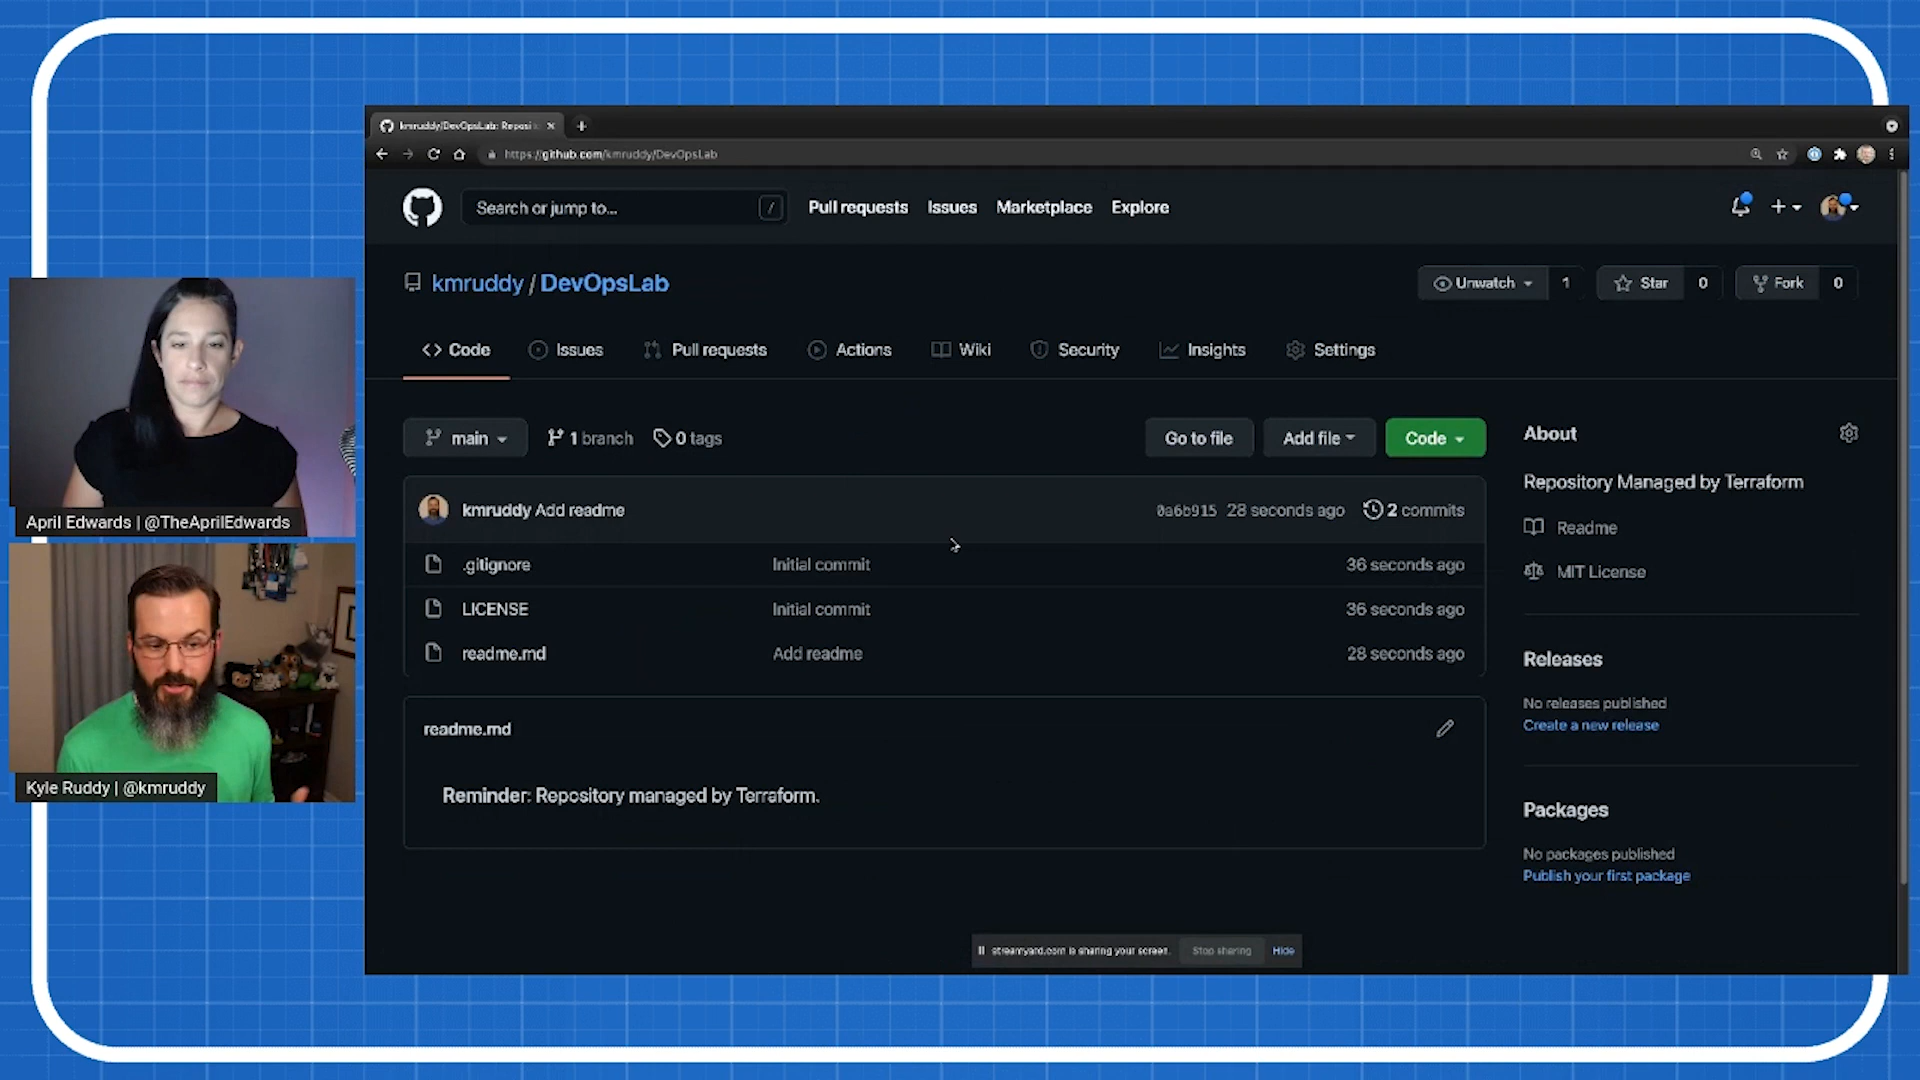 kmruddy/DevOpsLab: Reposit
https://github.com/kmruddy/DevOpsLab
Search or jump to... /
Pull requests Issues Marketplace Explore
kmruddy / DevOpsLab
Unwatch 1 Star 0 Fork 0
Code Issues Pull requests Actions Wiki Security Insights Settings
main 1 branch 0 tags Go to file Add file Code
kmruddy Add readme 0a6b915 28 seconds ago 2 commits
.gitignore Initial commit 36 seconds ago
LICENSE Initial commit 36 seconds ago
readme.md Add readme 28 seconds ago
readme.md
Reminder: Repository managed by Terraform.
About
Repository Managed by Terraform
Readme
MIT License
Releases
No releases published
Create a new release
Packages
No packages published
Publish your first package
streamyard.com is sharing your screen. Stop sharing Hide
April Edwards | @TheAprilEdwards
Kyle Ruddy | @kmruddy